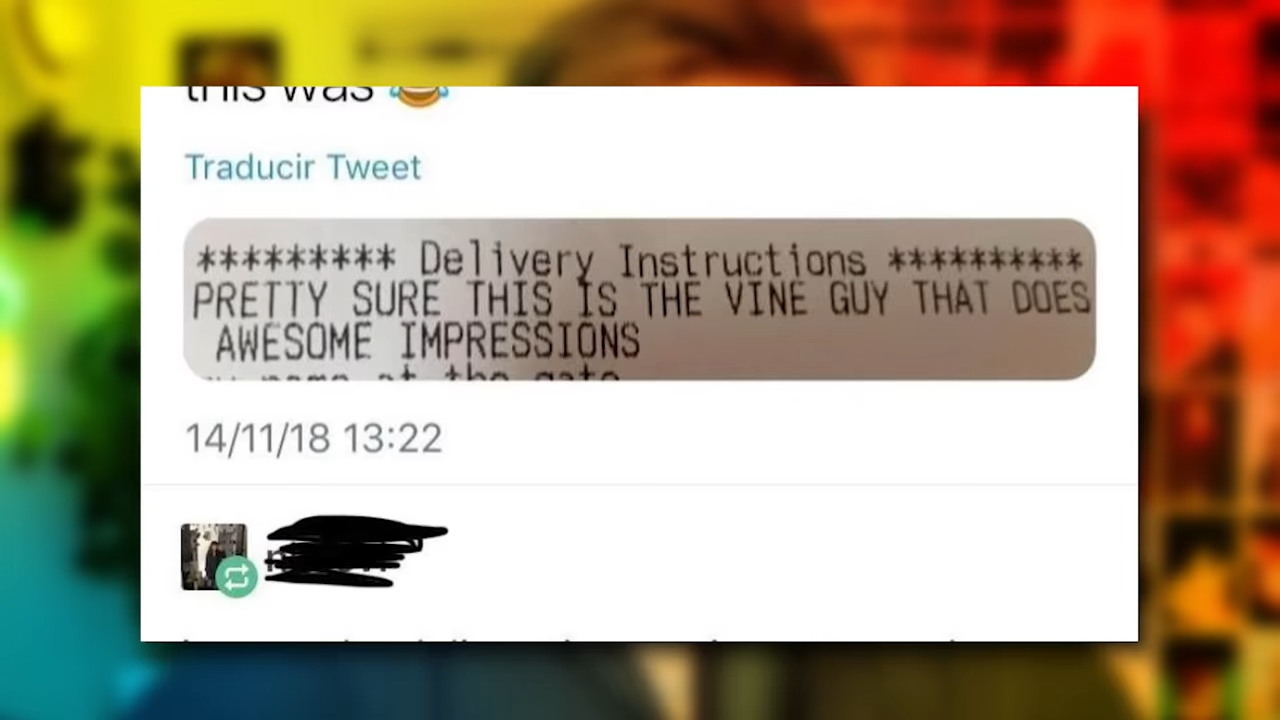 this was 😂
Traducir Tweet
********* Delivery Instructions **********
PRETTY SURE THIS IS THE VINE GUY THAT DOES
AWESOME IMPRESSIONS
name at the gate
14/11/18 13:22